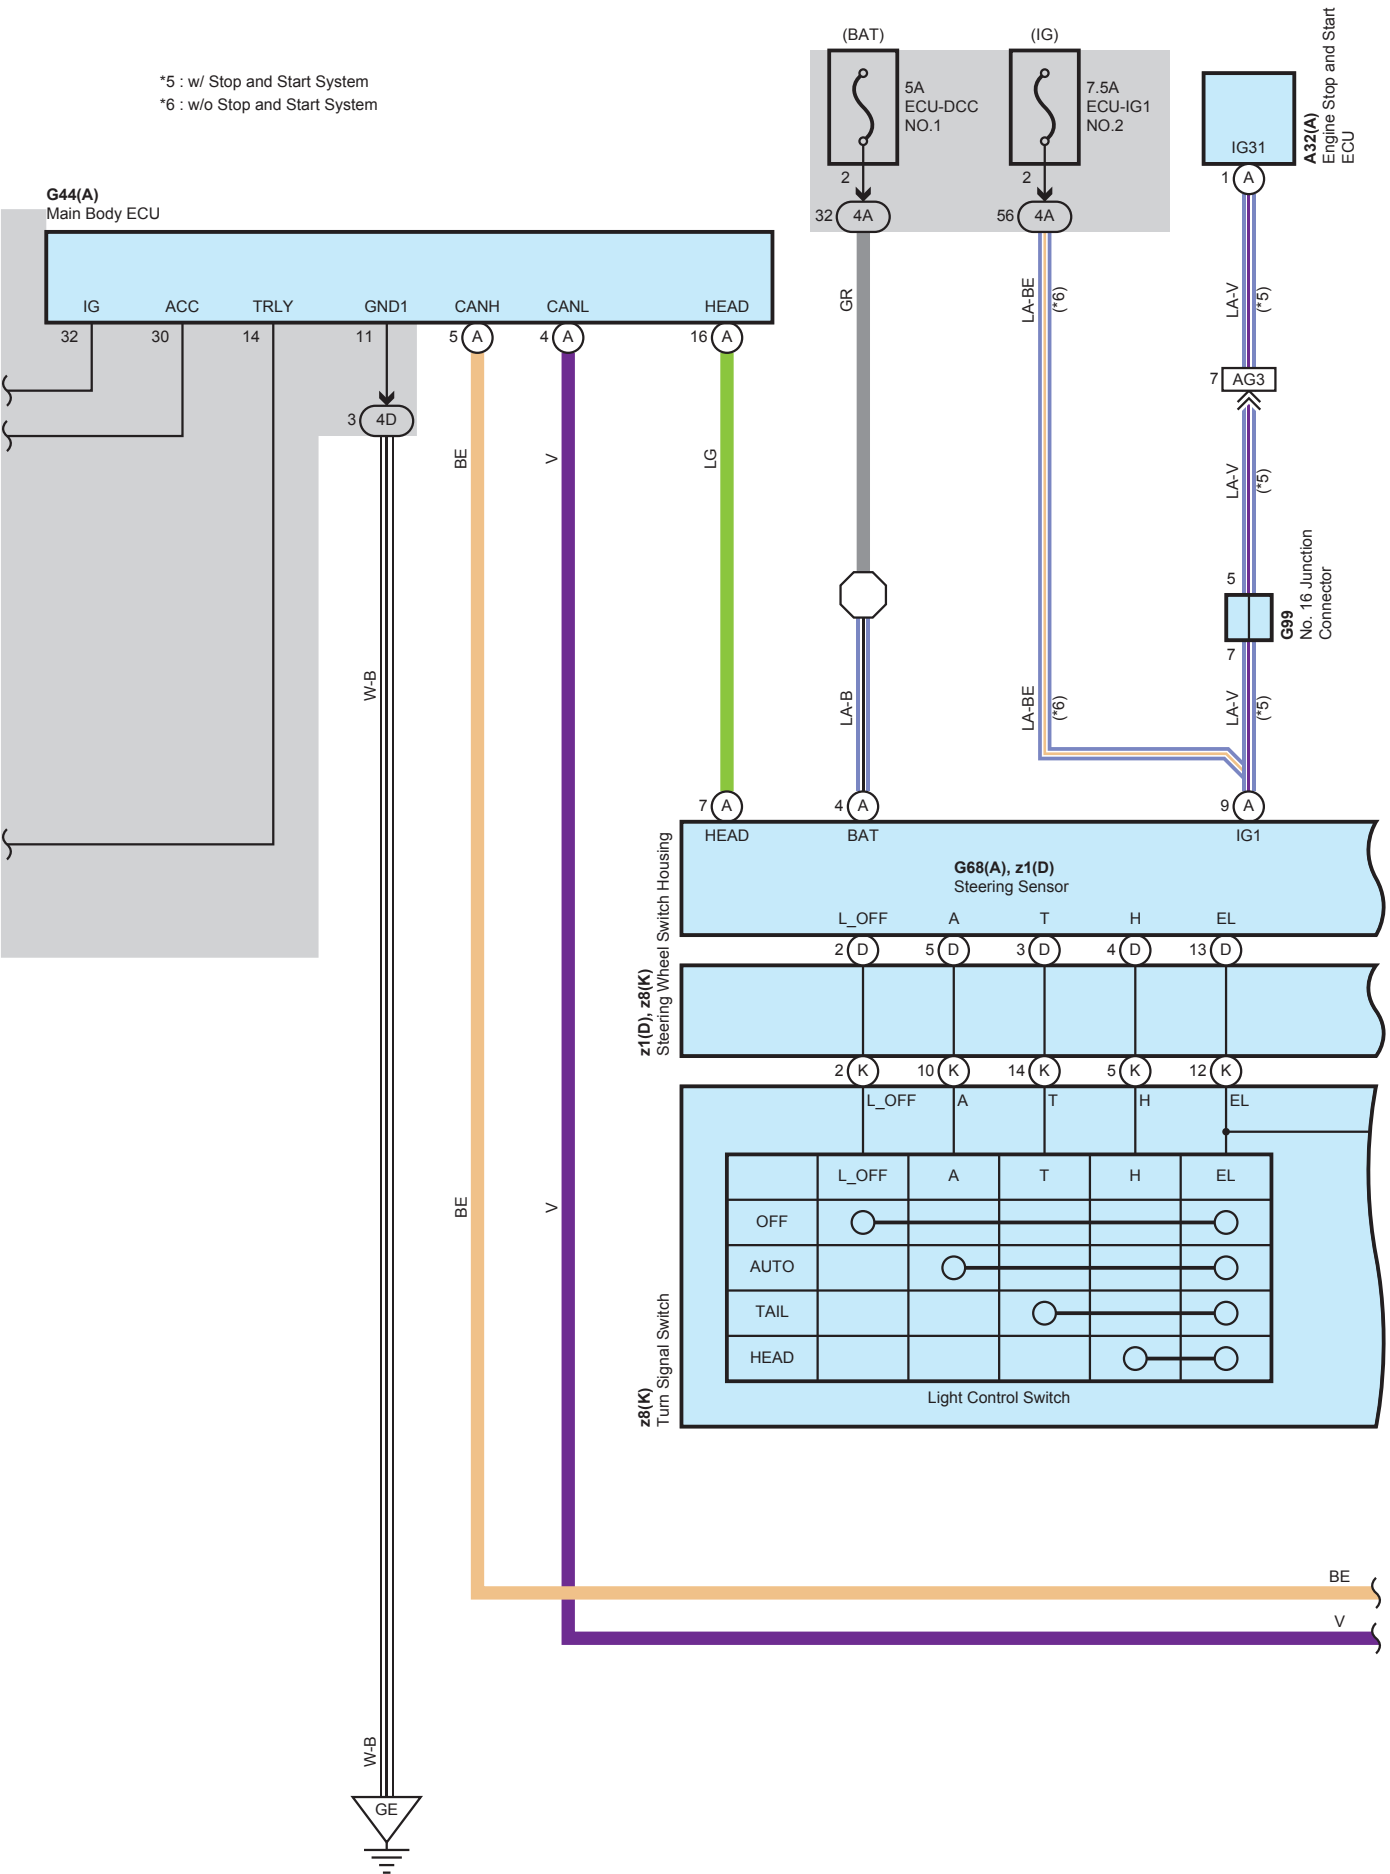 *5 : w/ Stop and Start System
*6 : w/o Stop and Start System
(BAT)
5A
ECU-DCC
NO.1
2
32 4A
(IG)
7.5A
ECU-IG1
NO.2
2
56 4A
IG31
A32(A)
Engine Stop and Start
ECU
1 A
G44(A)
Main Body ECU
IG ACC TRLY GND1 CANH CANL HEAD
32 30 14 11 5 A 4 A 16 A
3 4D
GR
LA-BE
(*6)
LA-V
(*5)
7 AG3
BE
V
LG
LA-V
(*5)
5
G99
No. 16 Junction
Connector
7
W-B
LA-B
LA-BE
(*6)
LA-V
(*5)
7 A 4 A 9 A
HEAD BAT IG1
G68(A), z1(D)
Steering Sensor
L_OFF A T H EL
2 D 5 D 3 D 4 D 13 D
z1(D), z8(K)
Steering Wheel Switch Housing
2 K 10 K 14 K 5 K 12 K
L_OFF A T H EL
L_OFF A T H EL
OFF
AUTO
TAIL
HEAD
Light Control Switch
z8(K)
Turn Signal Switch
BE
V
BE
V
W-B
GE